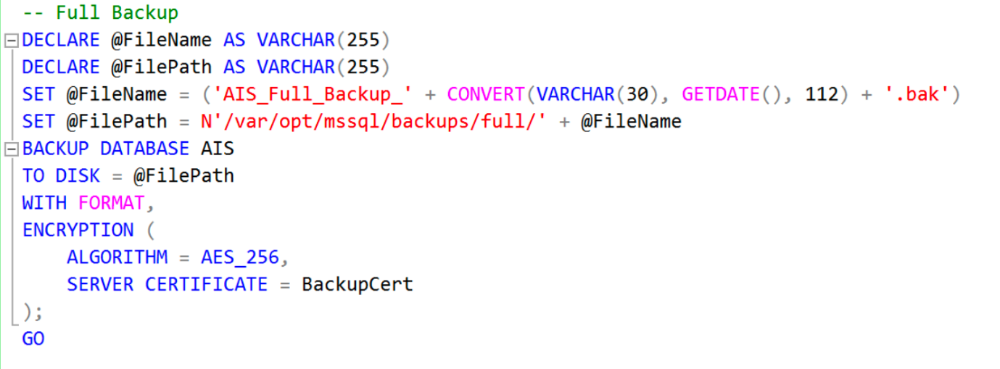 -- Full Backup
DECLARE @FileName AS VARCHAR(255)
DECLARE @FilePath AS VARCHAR(255)
SET @FileName = ('AIS_Full_Backup_' + CONVERT(VARCHAR(30), GETDATE(), 112) + '.bak')
SET @FilePath = N'/var/opt/mssql/backups/full/' + @FileName
BACKUP DATABASE AIS
TO DISK = @FilePath
WITH FORMAT,
ENCRYPTION (
    ALGORITHM = AES_256,
    SERVER CERTIFICATE = BackupCert
);
GO